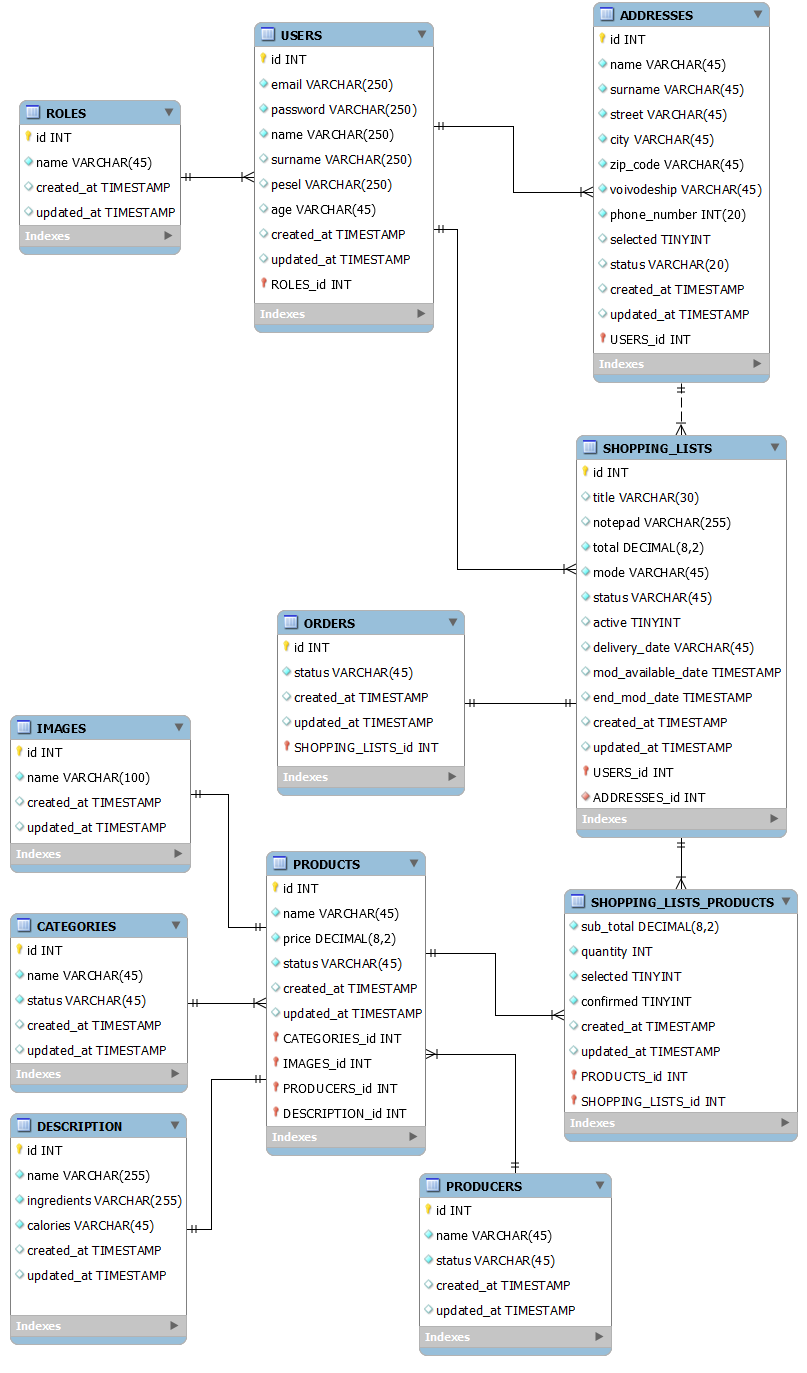 USERS
id INT
email VARCHAR(250)
password VARCHAR(250)
name VARCHAR(250)
surname VARCHAR(250)
pesel VARCHAR(250)
age VARCHAR(45)
created_at TIMESTAMP
updated_at TIMESTAMP
ROLES_id INT
Indexes
ADDRESSES
id INT
name VARCHAR(45)
surname VARCHAR(45)
street VARCHAR(45)
city VARCHAR(45)
zip_code VARCHAR(45)
voivodeship VARCHAR(45)
phone_number INT(20)
selected TINYINT
status VARCHAR(20)
created_at TIMESTAMP
updated_at TIMESTAMP
USERS_id INT
Indexes
ROLES
id INT
name VARCHAR(45)
created_at TIMESTAMP
updated_at TIMESTAMP
Indexes
SHOPPING_LISTS
id INT
title VARCHAR(30)
notepad VARCHAR(255)
total DECIMAL(8,2)
mode VARCHAR(45)
status VARCHAR(45)
active TINYINT
delivery_date VARCHAR(45)
mod_available_date TIMESTAMP
end_mod_date TIMESTAMP
created_at TIMESTAMP
updated_at TIMESTAMP
USERS_id INT
ADDRESSES_id INT
Indexes
ORDERS
id INT
status VARCHAR(45)
created_at TIMESTAMP
updated_at TIMESTAMP
SHOPPING_LISTS_id INT
Indexes
IMAGES
id INT
name VARCHAR(100)
created_at TIMESTAMP
updated_at TIMESTAMP
Indexes
PRODUCTS
id INT
name VARCHAR(45)
price DECIMAL(8,2)
status VARCHAR(45)
created_at TIMESTAMP
updated_at TIMESTAMP
CATEGORIES_id INT
IMAGES_id INT
PRODUCERS_id INT
DESCRIPTION_id INT
Indexes
SHOPPING_LISTS_PRODUCTS
sub_total DECIMAL(8,2)
quantity INT
selected TINYINT
confirmed TINYINT
created_at TIMESTAMP
updated_at TIMESTAMP
PRODUCTS_id INT
SHOPPING_LISTS_id INT
Indexes
CATEGORIES
id INT
name VARCHAR(45)
status VARCHAR(45)
created_at TIMESTAMP
updated_at TIMESTAMP
Indexes
DESCRIPTION
id INT
name VARCHAR(255)
ingredients VARCHAR(255)
calories VARCHAR(45)
created_at TIMESTAMP
updated_at TIMESTAMP
Indexes
PRODUCERS
id INT
name VARCHAR(45)
status VARCHAR(45)
created_at TIMESTAMP
updated_at TIMESTAMP
Indexes